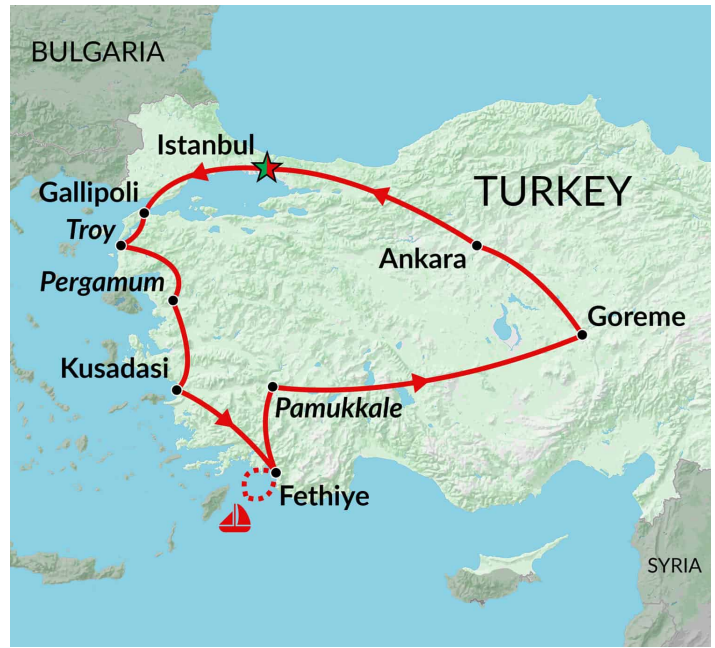 BULGARIA
Istanbul
Gallipoli
TURKEY
Troy
Ankara
Pergamum
Goreme
Kusadasi
Pamukkale
Fethiye
SYRIA